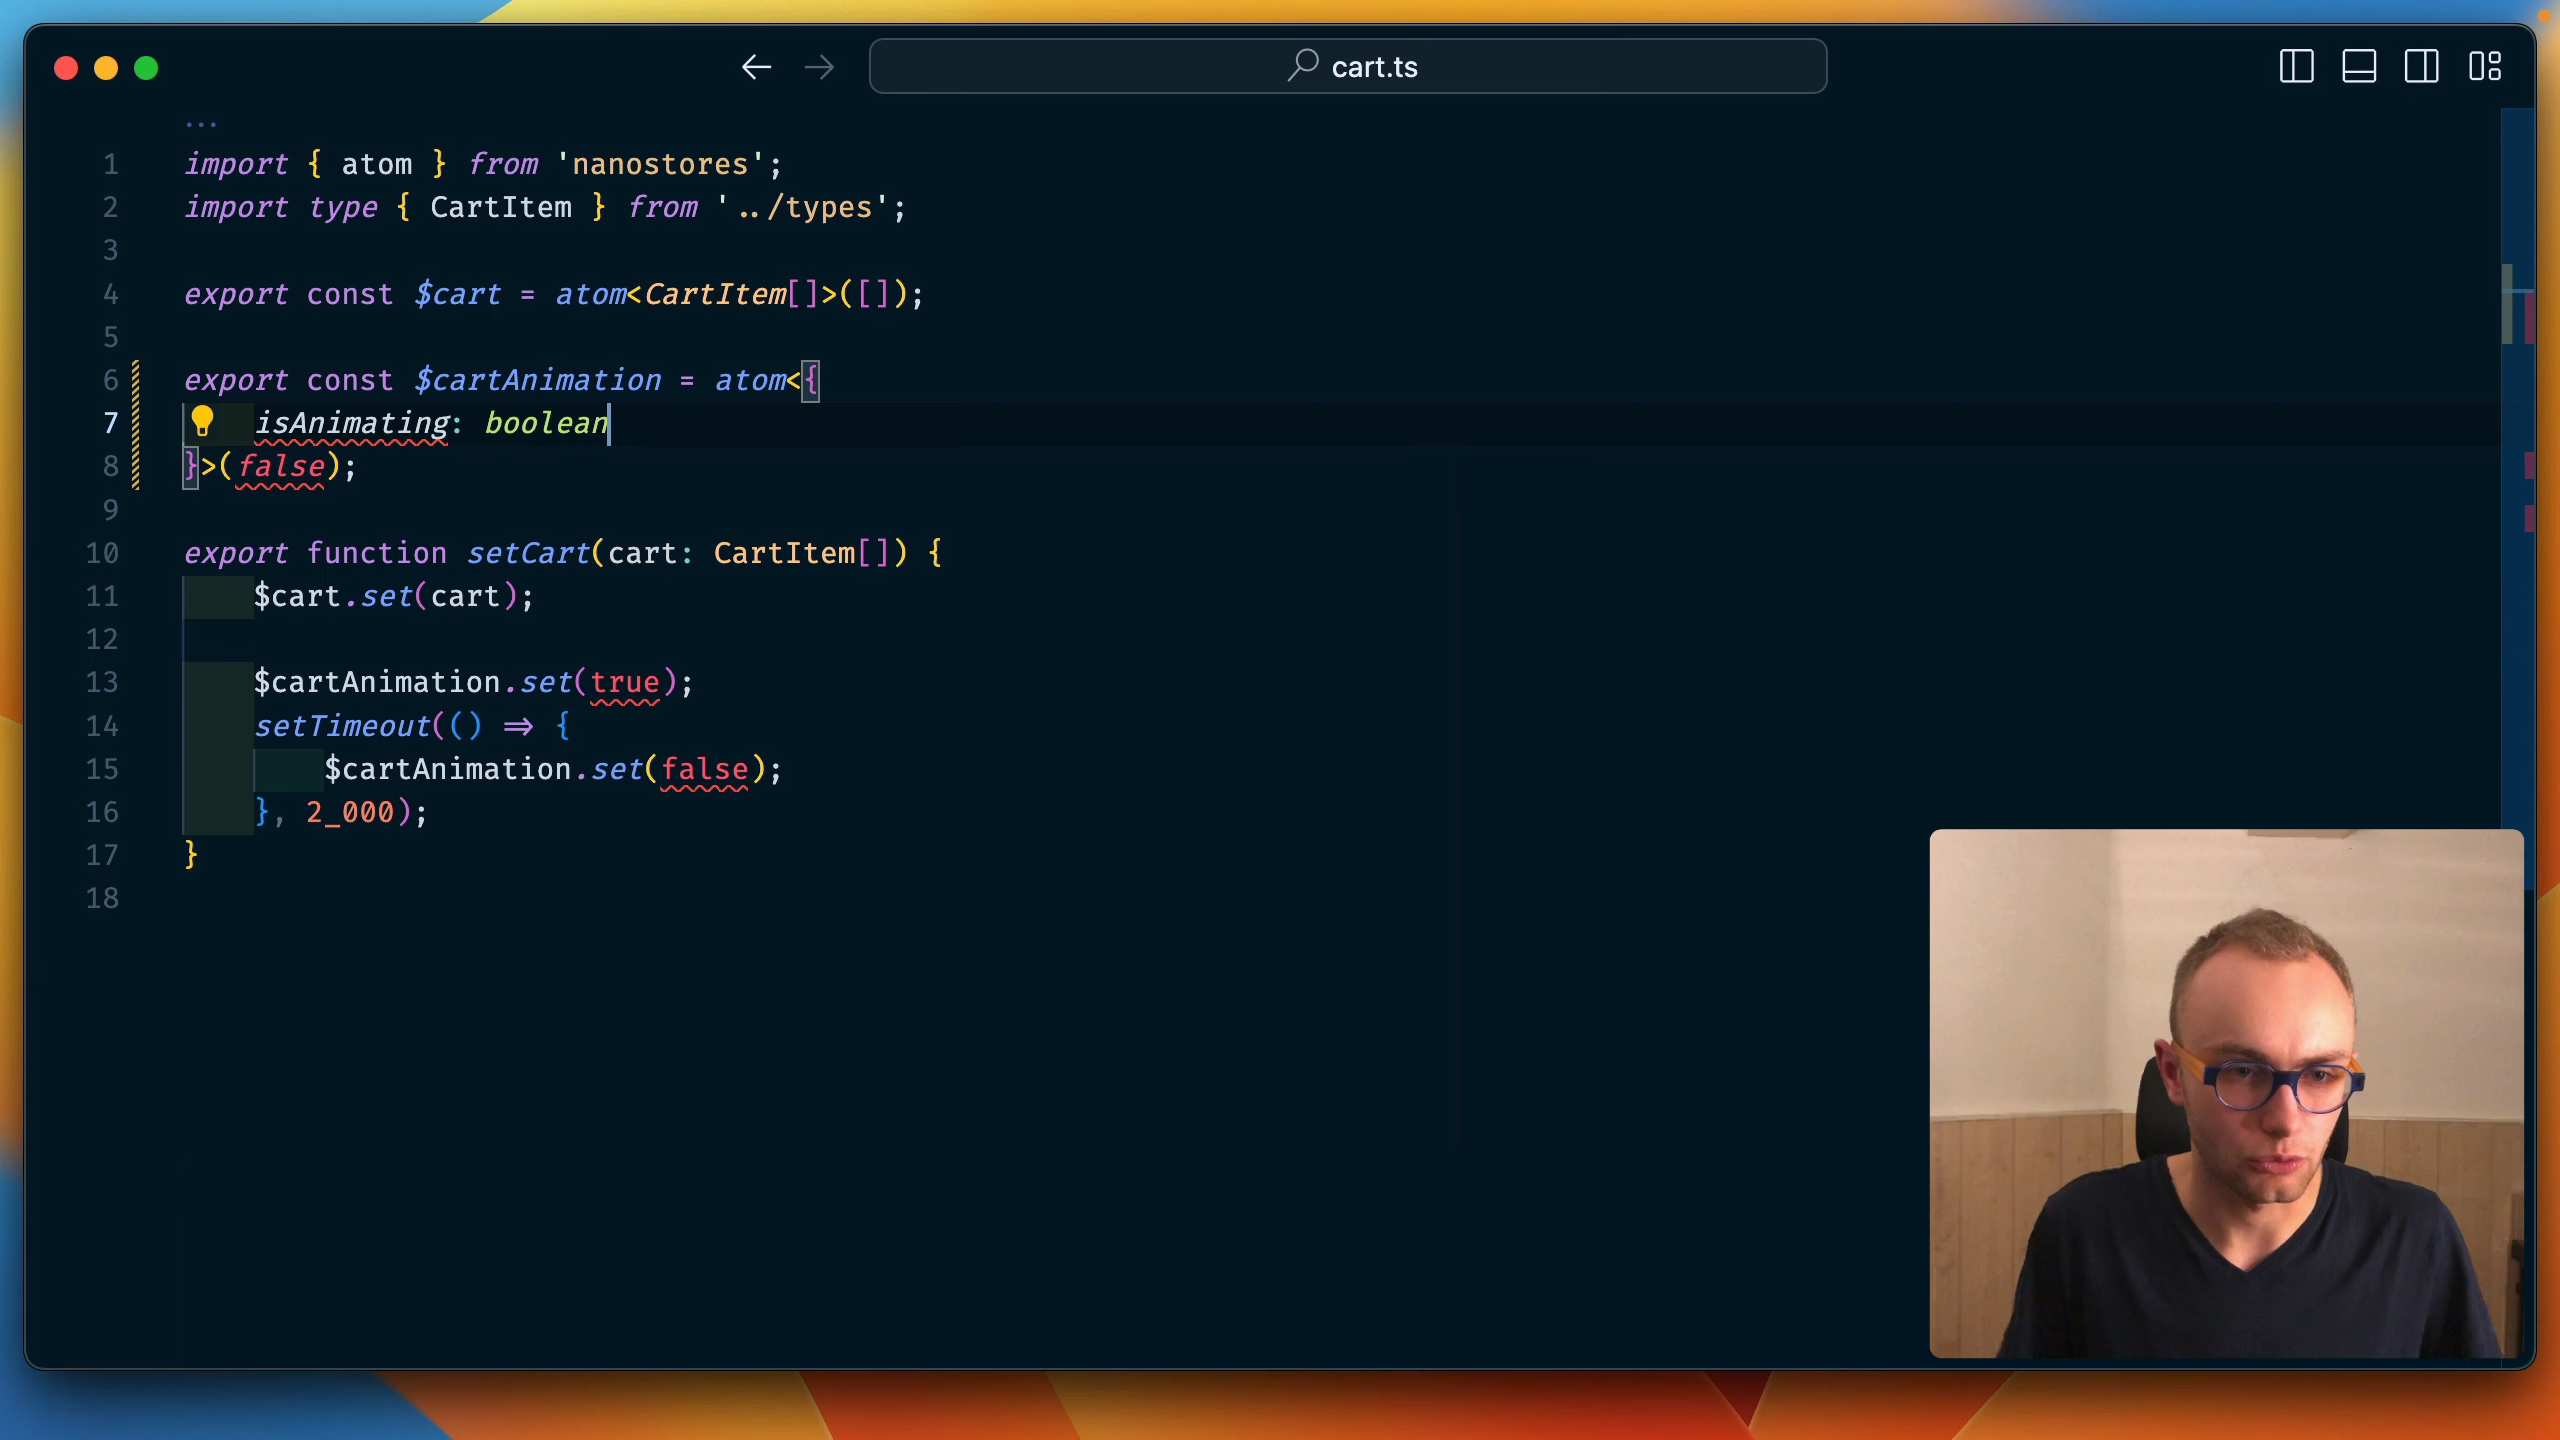 cart.ts
...
1 import { atom } from 'nanostores';
2 import type { CartItem } from '../types';
3
4 export const $cart = atom<CartItem[]>([]);
5
6 export const $cartAnimation = atom<{
7 isAnimating: boolean
8 }>(false);
9
10 export function setCart(cart: CartItem[]) {
11 $cart.set(cart);
12
13 $cartAnimation.set(true);
14 setTimeout(() => {
15 $cartAnimation.set(false);
16 }, 2_000);
17 }
18